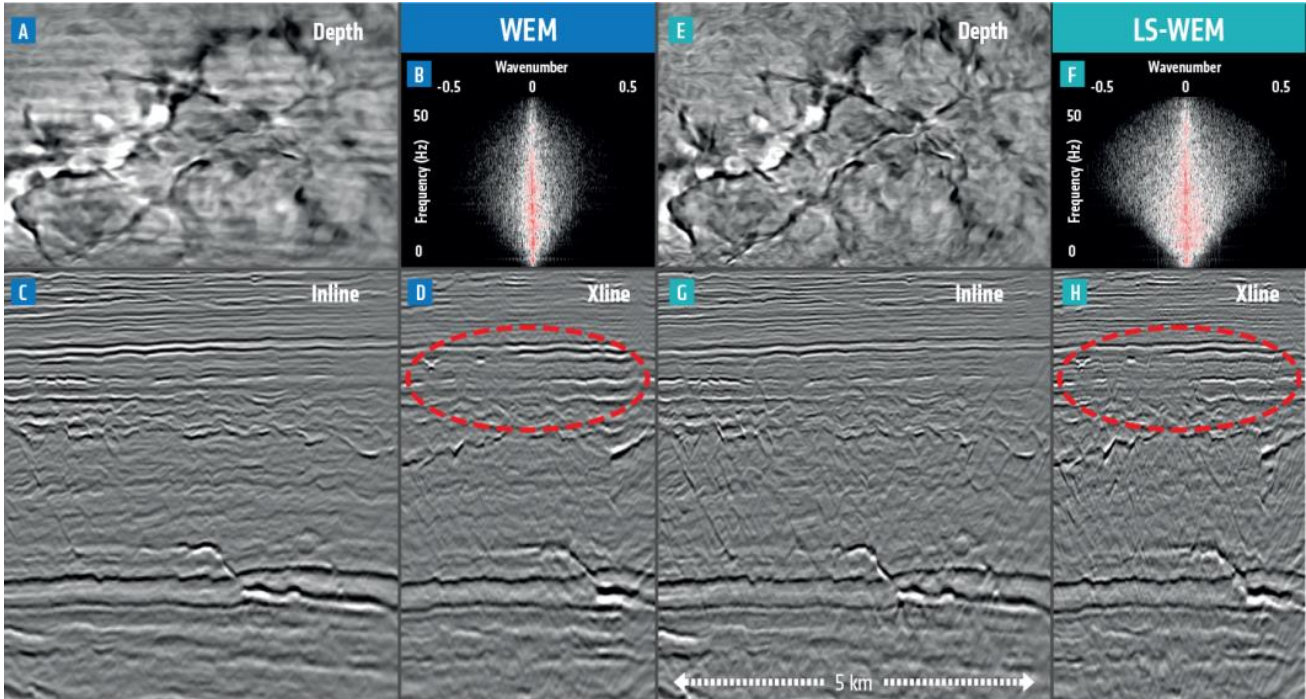 A
Depth
WEM
B
Wavenumber
-0.5 0 0.5
50
Frequency (Hz)
0
E
Depth
LS-WEM
F
Wavenumber
-0.5 0 0.5
50
Frequency (Hz)
0
C
Inline
D
Xline
G
Inline
H
Xline
5 km